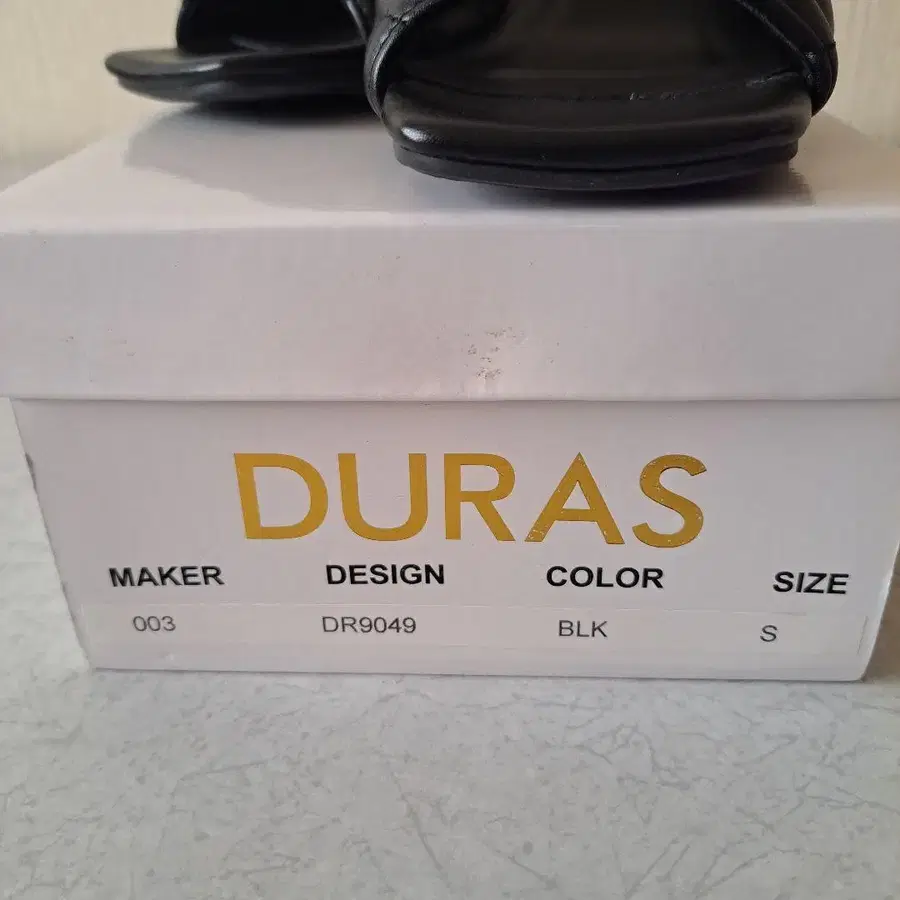 DURAS
MAKER DESIGN COLOR SIZE
003 DR9049 BLK S